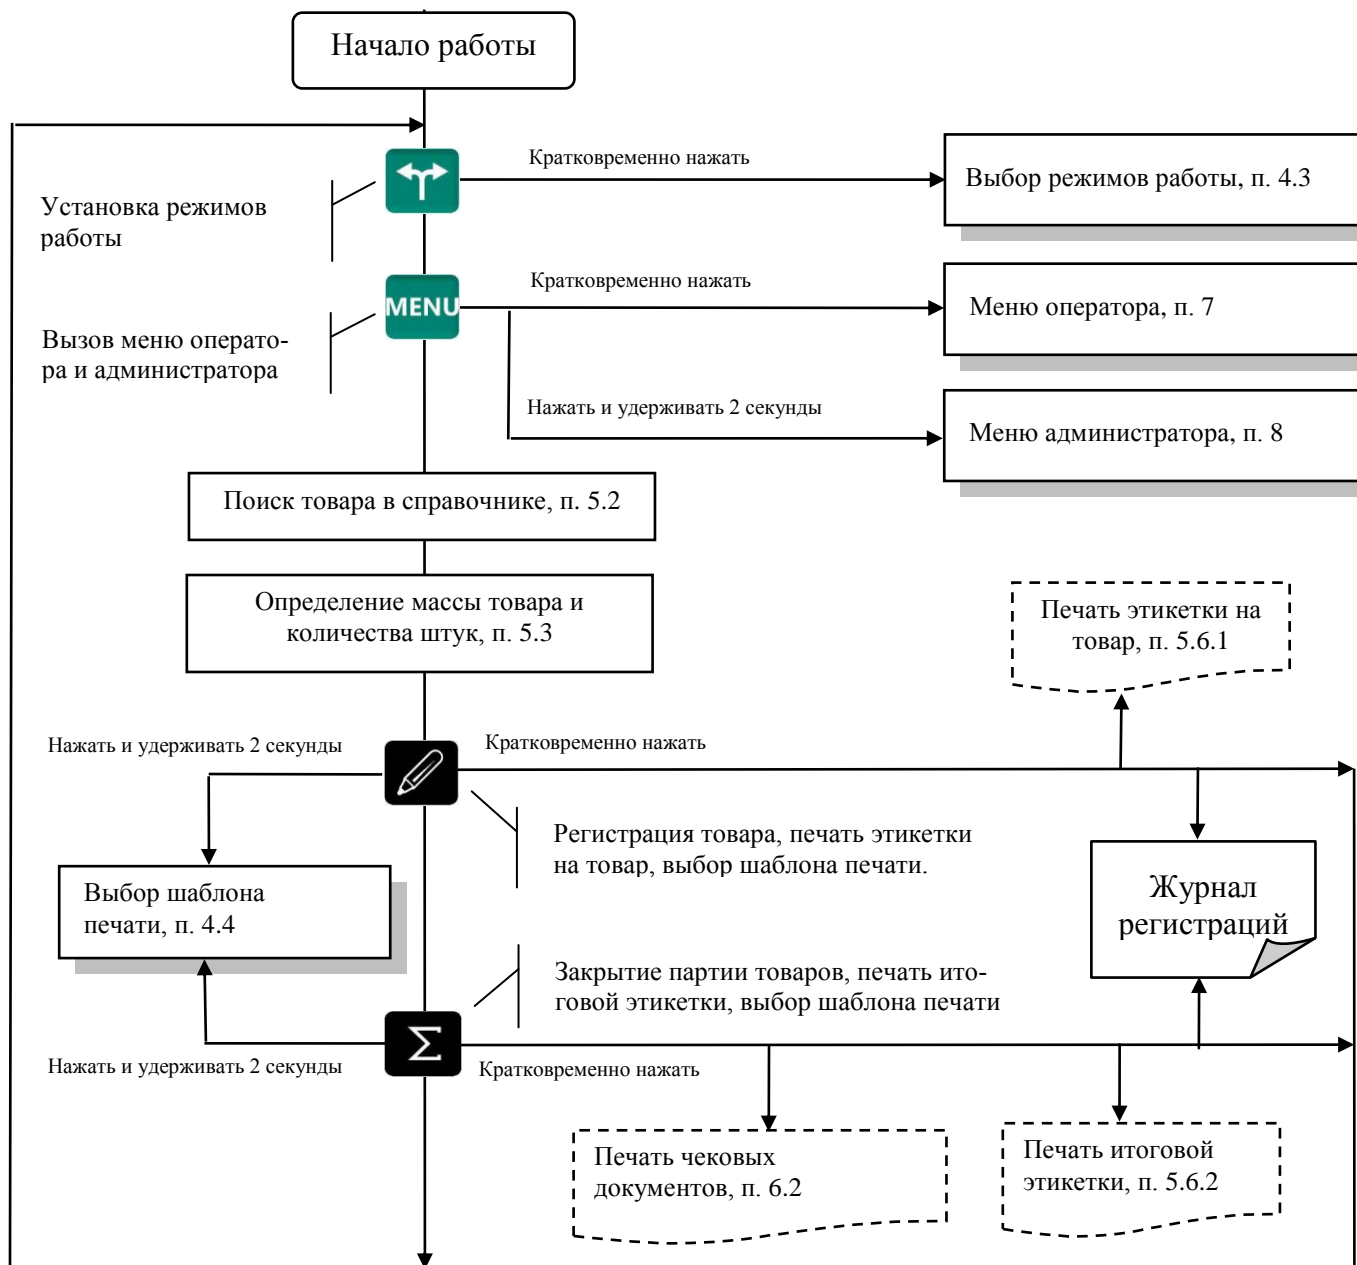 Начало работы
Кратковременно нажать
Выбор режимов работы, п. 4.3
Установка режимов
работы
Кратковременно нажать
MENU
Меню оператора, п. 7
Вызов меню операто-
ра и администратора
Нажать и удерживать 2 секунды
Меню администратора, п. 8
Поиск товара в справочнике, п. 5.2
Определение массы товара и
количества штук, п. 5.3
Печать этикетки на
товар, п. 5.6.1
Нажать и удерживать 2 секунды
Кратковременно нажать
Регистрация товара, печать этикетки
на товар, выбор шаблона печати.
Выбор шаблона
печати, п. 4.4
Журнал
регистраций
Закрытие партии товаров, печать ито-
говой этикетки, выбор шаблона печати
Σ
Нажать и удерживать 2 секунды
Кратковременно нажать
Печать чековых
документов, п. 6.2
Печать итоговой
этикетки, п. 5.6.2